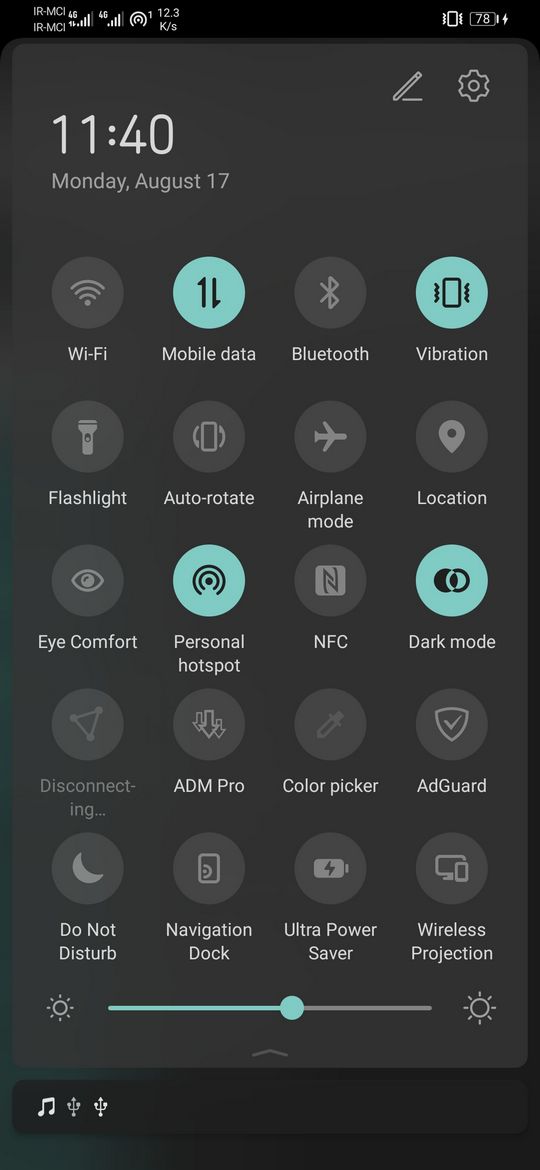 IR-MCI 4G 4G 1 12.3 78
IR-MCI K/s
11:40
Monday, August 17
Wi-Fi Mobile data Bluetooth Vibration
Flashlight Auto-rotate Airplane Location
mode
Eye Comfort Personal NFC Dark mode
hotspot
Disconnect- ADM Pro Color picker AdGuard
ing...
Do Not Navigation Ultra Power Wireless
Disturb Dock Saver Projection